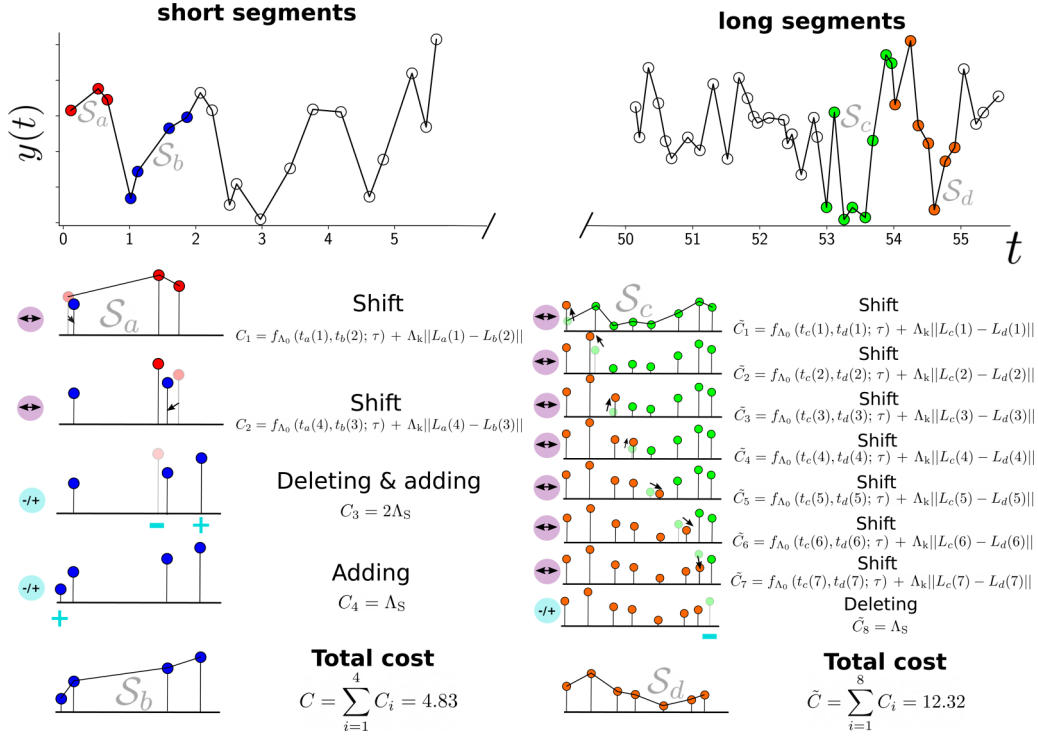 short segments
long segments
y(t)
S_a
S_b
S_c
S_d
0 1 2 3 4 5
50 51 52 53 54 55
t
S_a
Shift
C_1 = f_{Λ_0}(t_a(1), t_b(2); τ) + Λ_k||L_a(1) − L_b(2)||
Shift
C_2 = f_{Λ_0}(t_a(4), t_b(3); τ) + Λ_k||L_a(4) − L_b(3)||
-/+
Deleting & adding
C_3 = 2Λ_S
− +
-/+
Adding
C_4 = Λ_S
+
S_b
Total cost
C = ∑_{i=1}^{4} C_i = 4.83
S_c
Shift
C̃_1 = f_{Λ_0}(t_c(1), t_d(1); τ) + Λ_k||L_c(1) − L_d(1)||
Shift
C̃_2 = f_{Λ_0}(t_c(2), t_d(2); τ) + Λ_k||L_c(2) − L_d(2)||
Shift
C̃_3 = f_{Λ_0}(t_c(3), t_d(3); τ) + Λ_k||L_c(3) − L_d(3)||
Shift
C̃_4 = f_{Λ_0}(t_c(4), t_d(4); τ) + Λ_k||L_c(4) − L_d(4)||
Shift
C̃_5 = f_{Λ_0}(t_c(5), t_d(5); τ) + Λ_k||L_c(5) − L_d(5)||
Shift
C̃_6 = f_{Λ_0}(t_c(6), t_d(6); τ) + Λ_k||L_c(6) − L_d(6)||
Shift
C̃_7 = f_{Λ_0}(t_c(7), t_d(7); τ) + Λ_k||L_c(7) − L_d(7)||
-/+
Deleting
C̃_8 = Λ_S
−
S_d
Total cost
C̃ = ∑_{i=1}^{8} C_i = 12.32